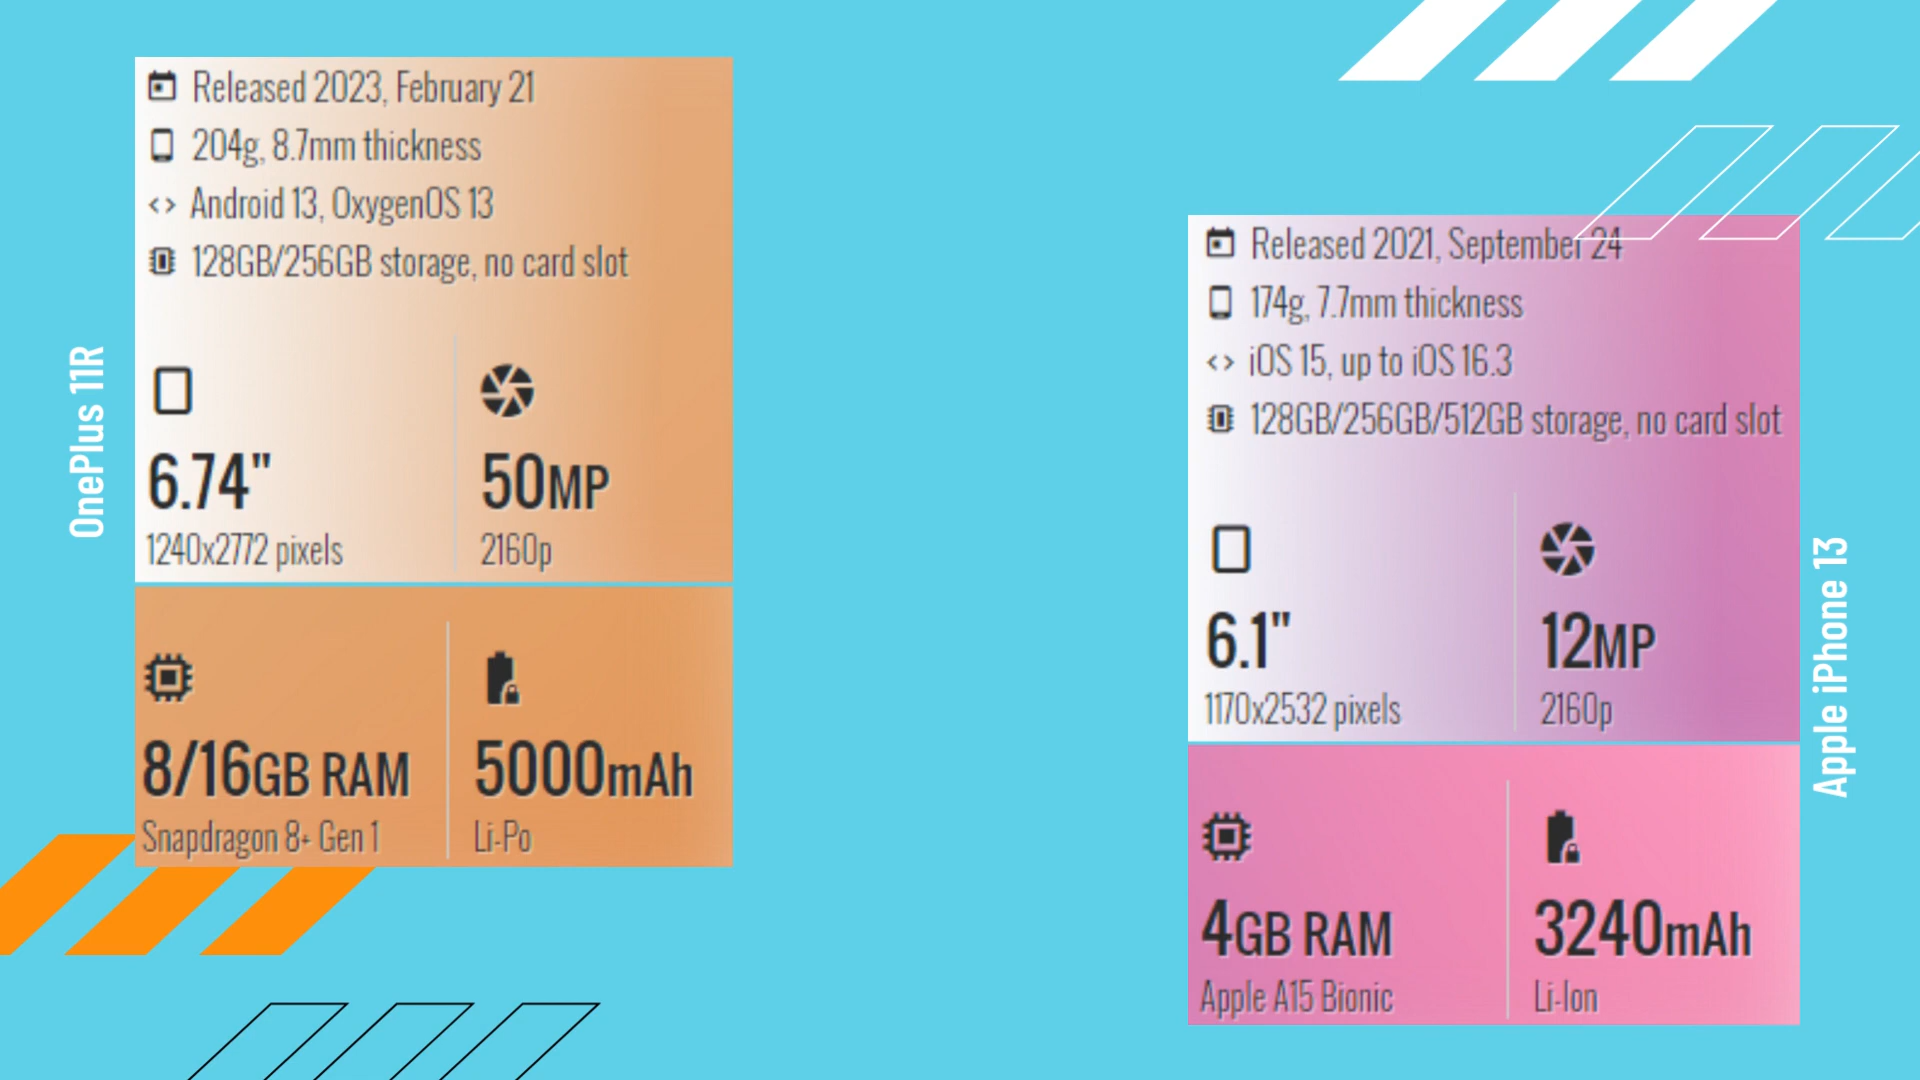 OnePlus 11R
Released 2023, February 21
204g, 8.7mm thickness
Android 13, OxygenOS 13
128GB/256GB storage, no card slot
6.74"
1240x2772 pixels
50MP
2160p
8/16GB RAM
Snapdragon 8+ Gen 1
5000mAh
Li-Po
Apple iPhone 13
Released 2021, September 24
174g, 7.7mm thickness
iOS 15, up to iOS 16.3
128GB/256GB/512GB storage, no card slot
6.1"
1170x2532 pixels
12MP
2160p
4GB RAM
Apple A15 Bionic
3240mAh
Li-Ion